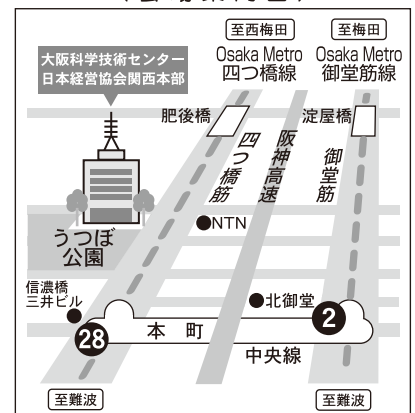 至西梅田
至梅田
Osaka Metro
四つ橋線
Osaka Metro
御堂筋線
大阪科学技術センター
日本経営協会関西本部
肥後橋
淀屋橋
四つ橋筋
阪神高速
御堂筋
NTN
うつぼ
公園
信濃橋
三井ビル
北御堂
2
28
本町
中央線
至難波
至難波